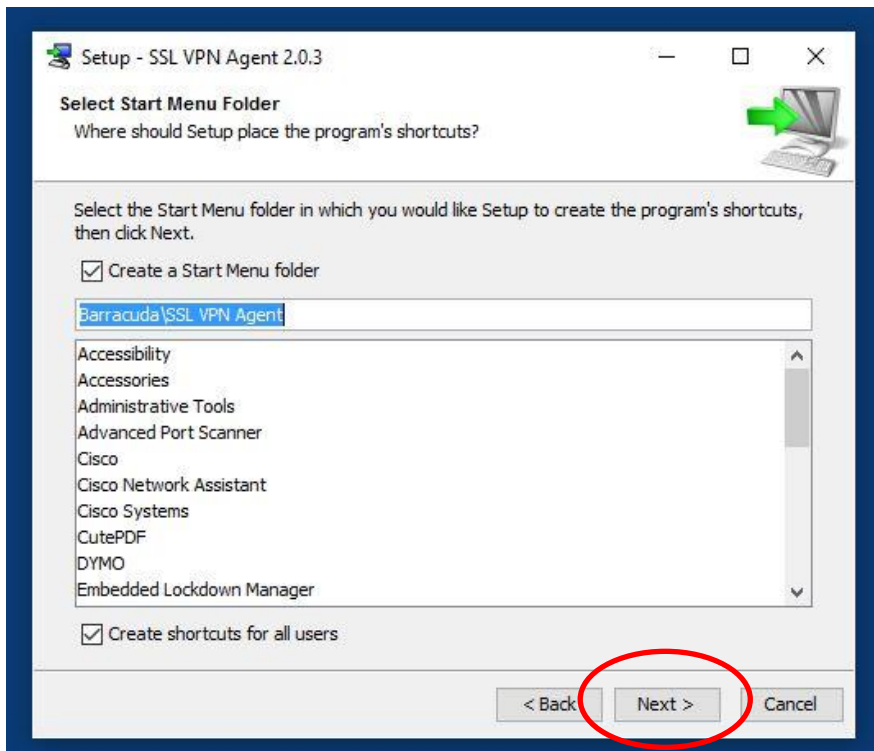 Setup - SSL VPN Agent 2.0.3
Select Start Menu Folder
Where should Setup place the program's shortcuts?
Select the Start Menu folder in which you would like Setup to create the program's shortcuts,
then click Next.
Create a Start Menu folder
Barracuda\SSL VPN Agent
Accessibility
Accessories
Administrative Tools
Advanced Port Scanner
Cisco
Cisco Network Assistant
Cisco Systems
CutePDF
DYMO
Embedded Lockdown Manager
Create shortcuts for all users
< Back Next > Cancel